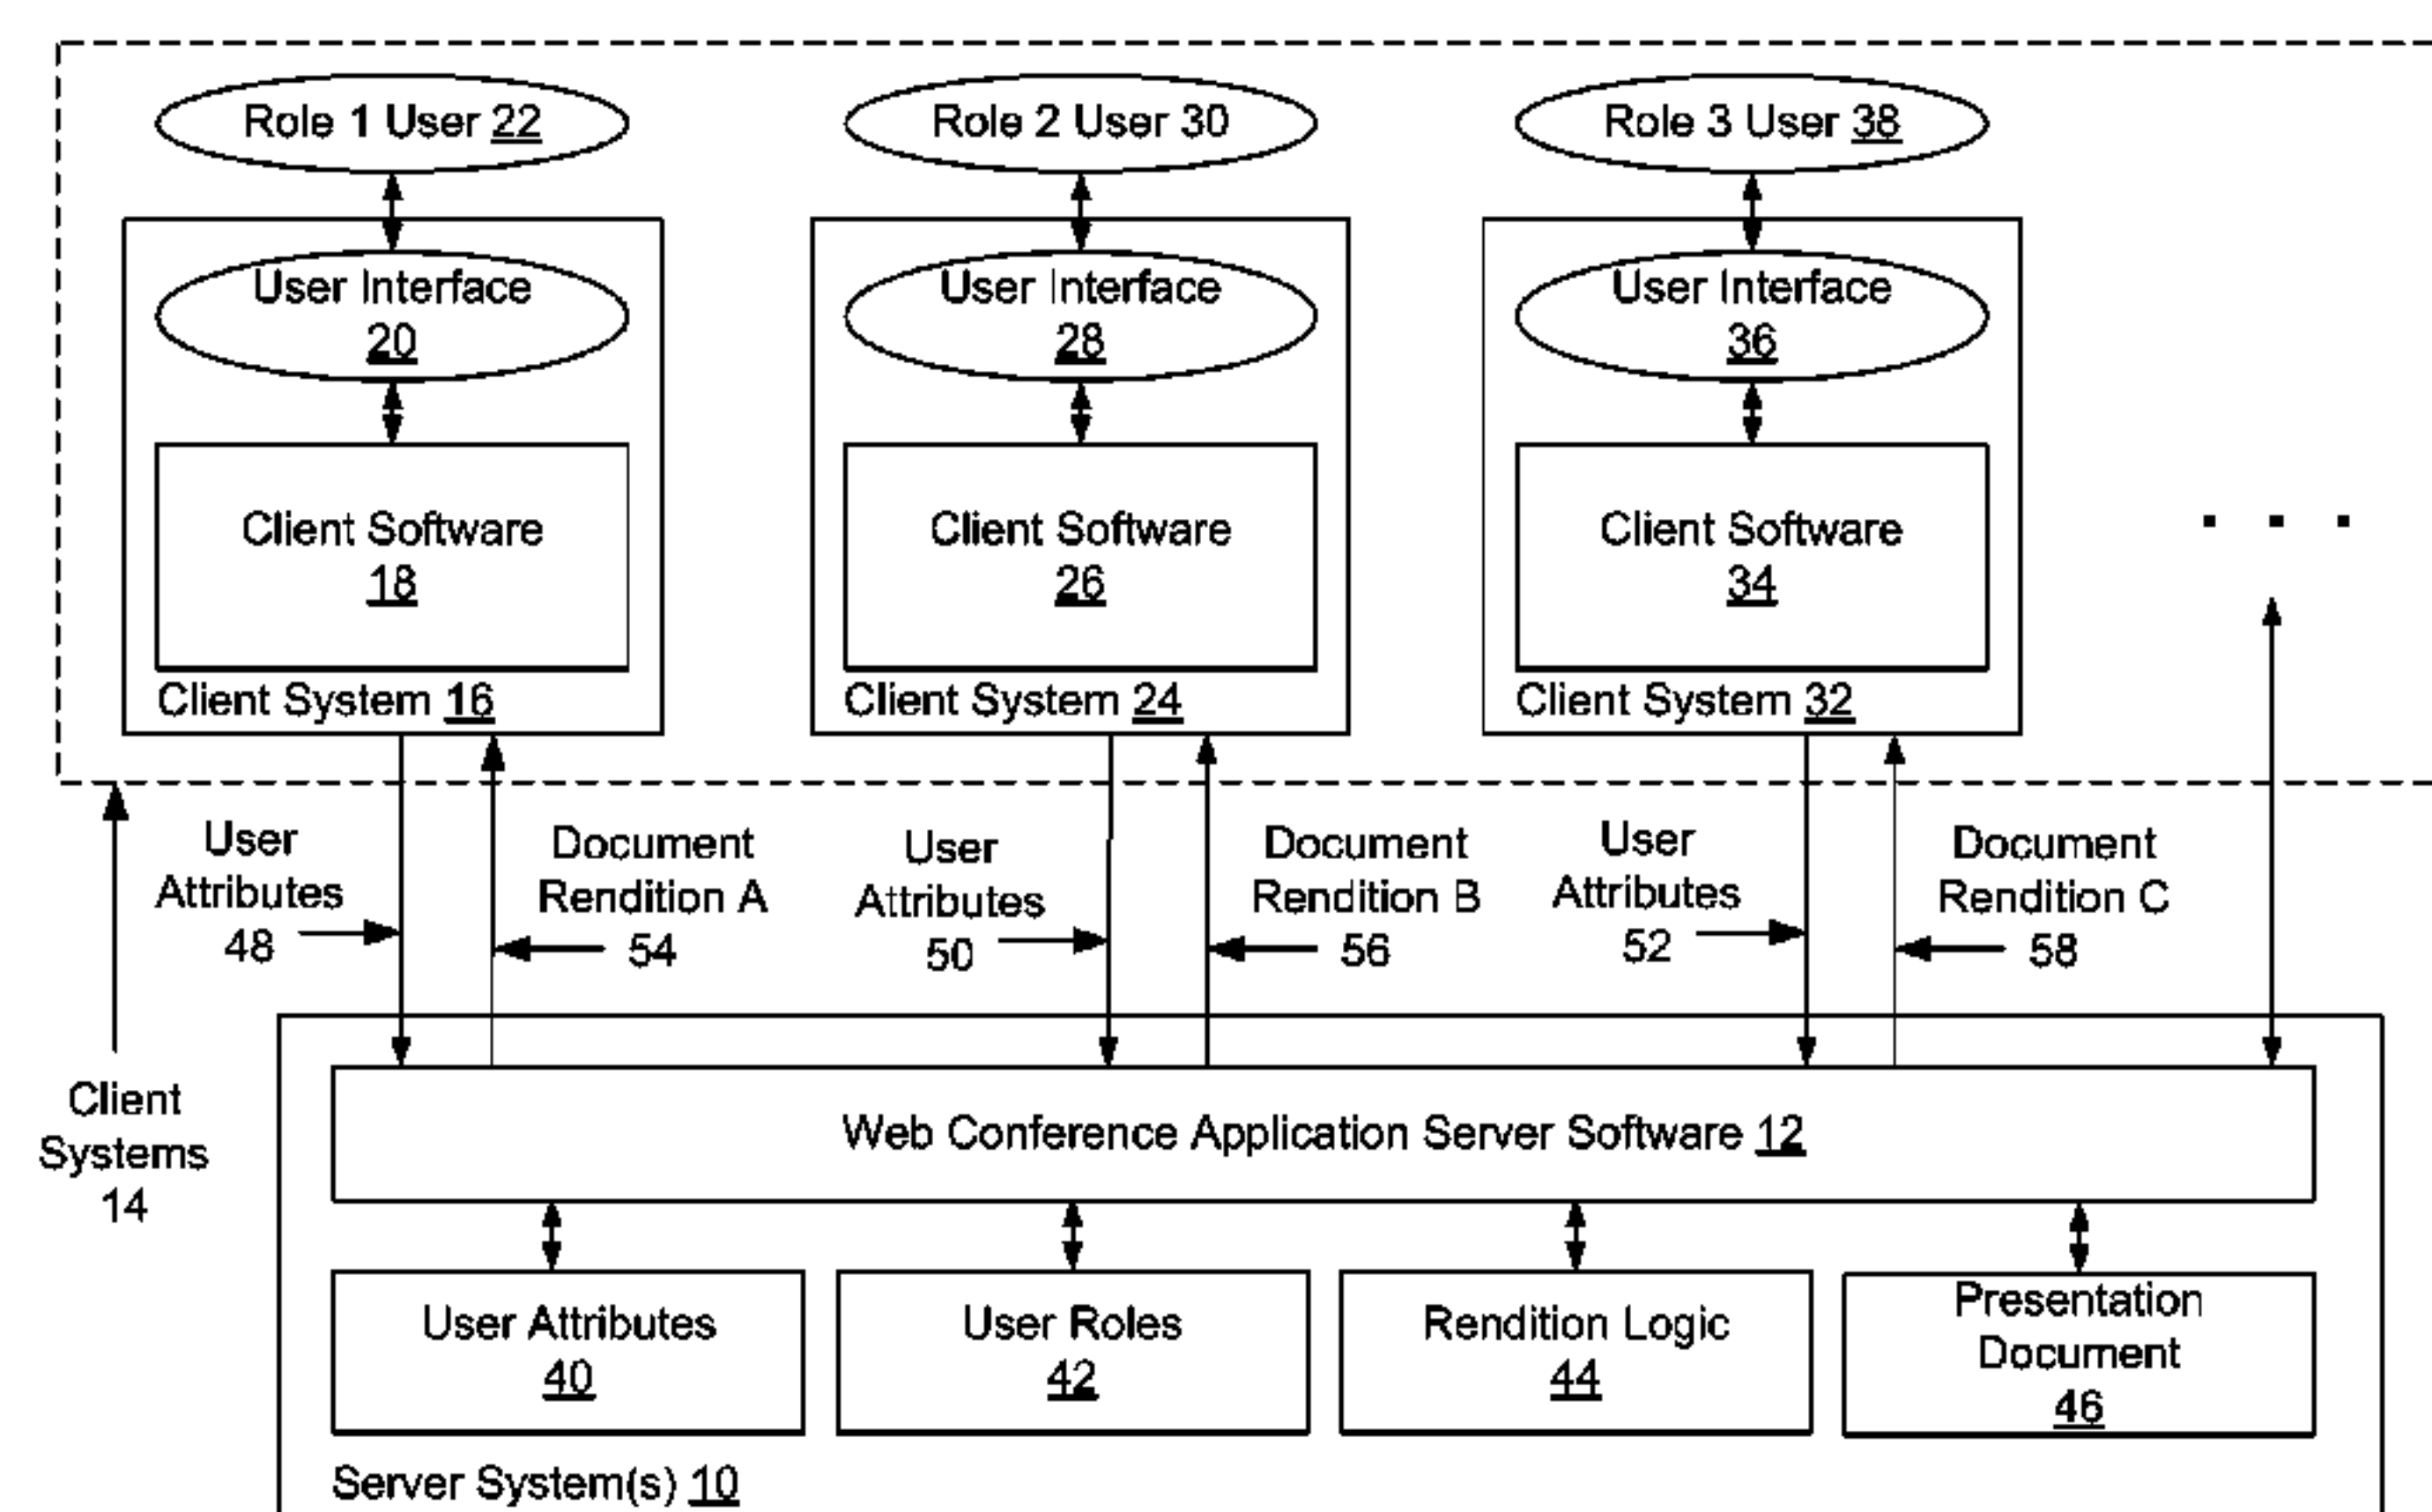 Role 1 User 22
Role 2 User 30
Role 3 User 38
User Interface
20
User Interface
28
User Interface
36
Client Software
18
Client Software
26
Client Software
34
. . .
Client System 16
Client System 24
Client System 32
User
Attributes
48
Document
Rendition A
54
User
Attributes
50
Document
Rendition B
56
User
Attributes
52
Document
Rendition C
58
Client
Systems
14
Web Conference Application Server Software 12
User Attributes
40
User Roles
42
Rendition Logic
44
Presentation
Document
46
Server System(s) 10